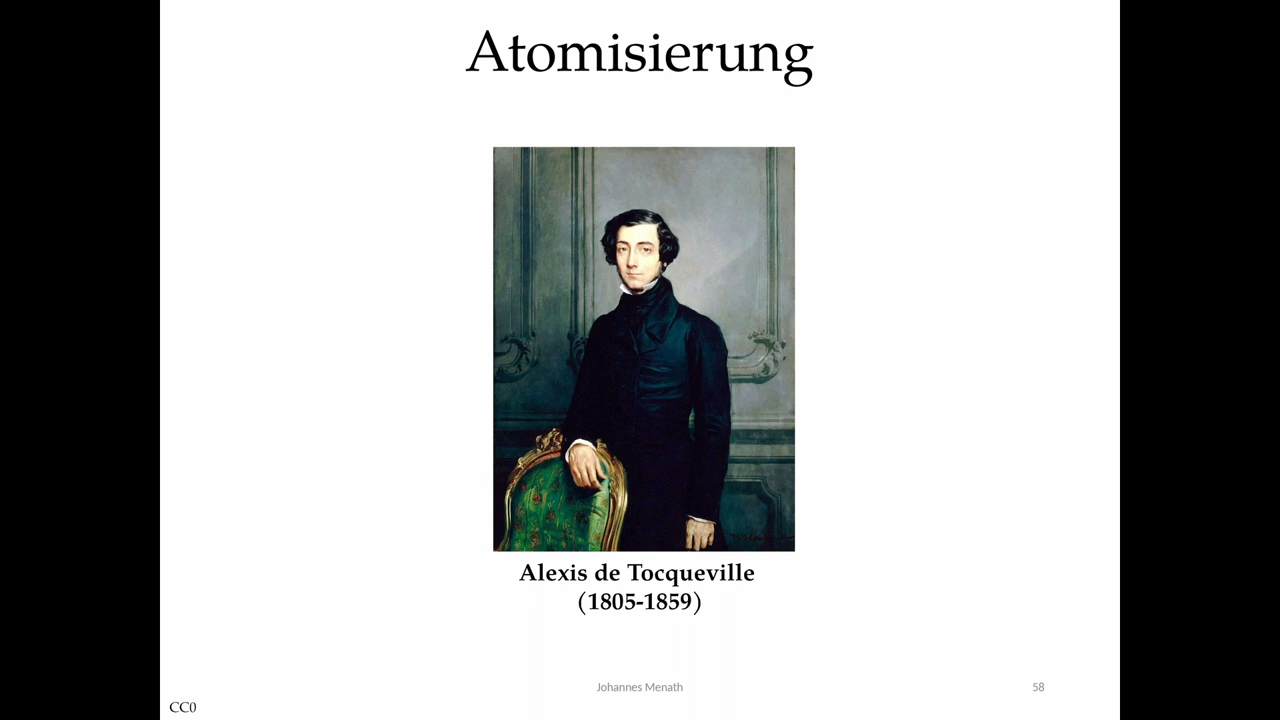 Atomisierung
Alexis de Tocqueville
(1805-1859)
Johannes Menath
58
CC0